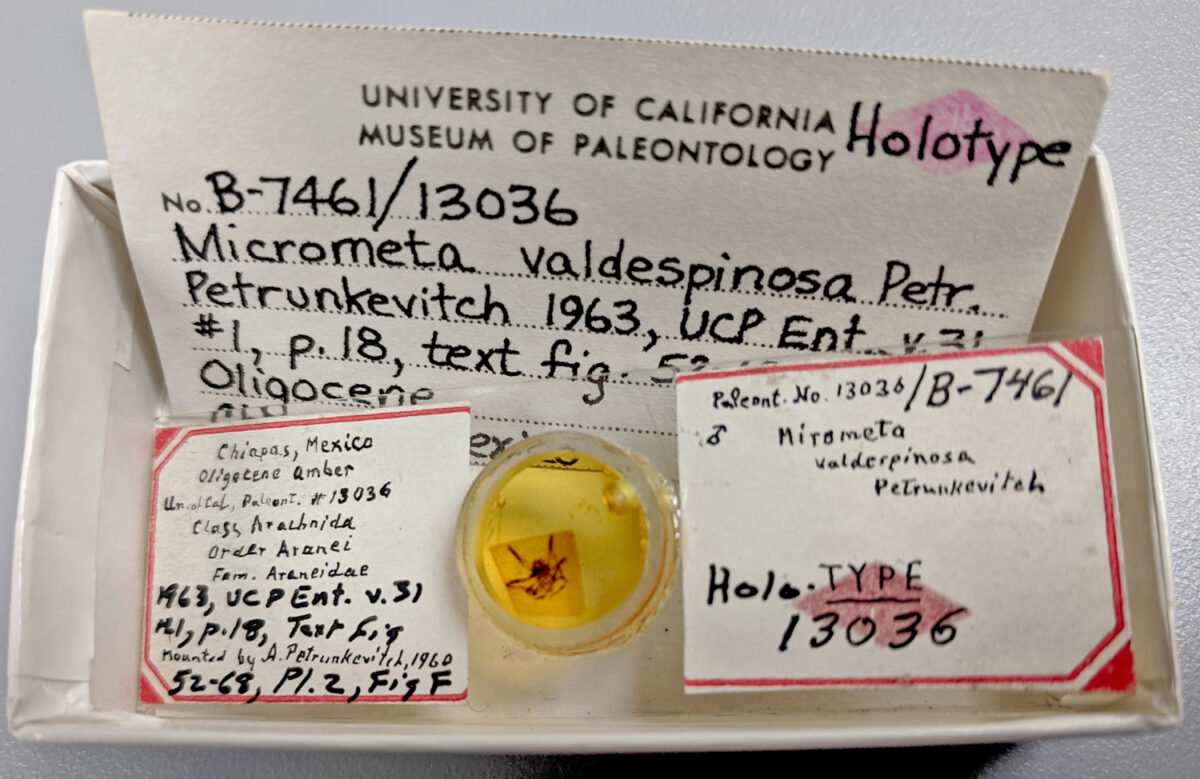 UNIVERSITY OF CALIFORNIA
MUSEUM OF PALEONTOLOGY
Holotype
No. B-7461/13036
Micrometa valdespinosa Petr.
Petrunkevitch 1963, UCP Ent. v.31
#1, p.18, text fig. 52
Oligocene
Chiapas, Mexico
Oligocene amber
Un. of Cal., Paleont. #13036
Class Arachnida
Order Aranei
Fam. Araneidae
1963, UCP Ent. v.31
#1, p.18, Text fig
Mounted by A. Petrunkevitch, 1960
52-68, Pl. 2, Fig F
Paleont. No. 13036/B-7461
♂ Mirometa
valderpinosa
Petrunkevitch
Holo. TYPE
13036